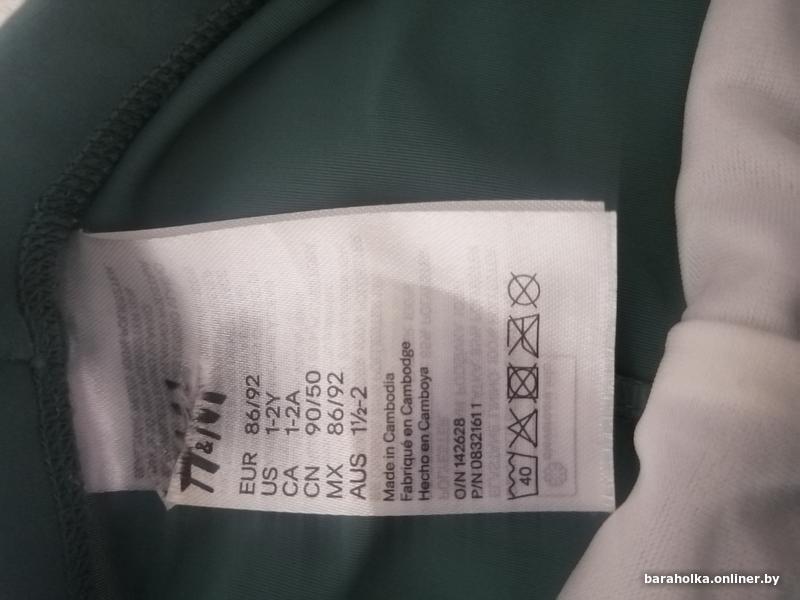 H&M
EUR 86/92
US 1-2Y
CA 1-2A
CN 90/50
MX 86/92
AUS 1½-2
Made in Cambodia
Fabriqué en Cambodge
Hecho en Camboya
O/N 142628
P/N 08321611
40
baraholka.onliner.by